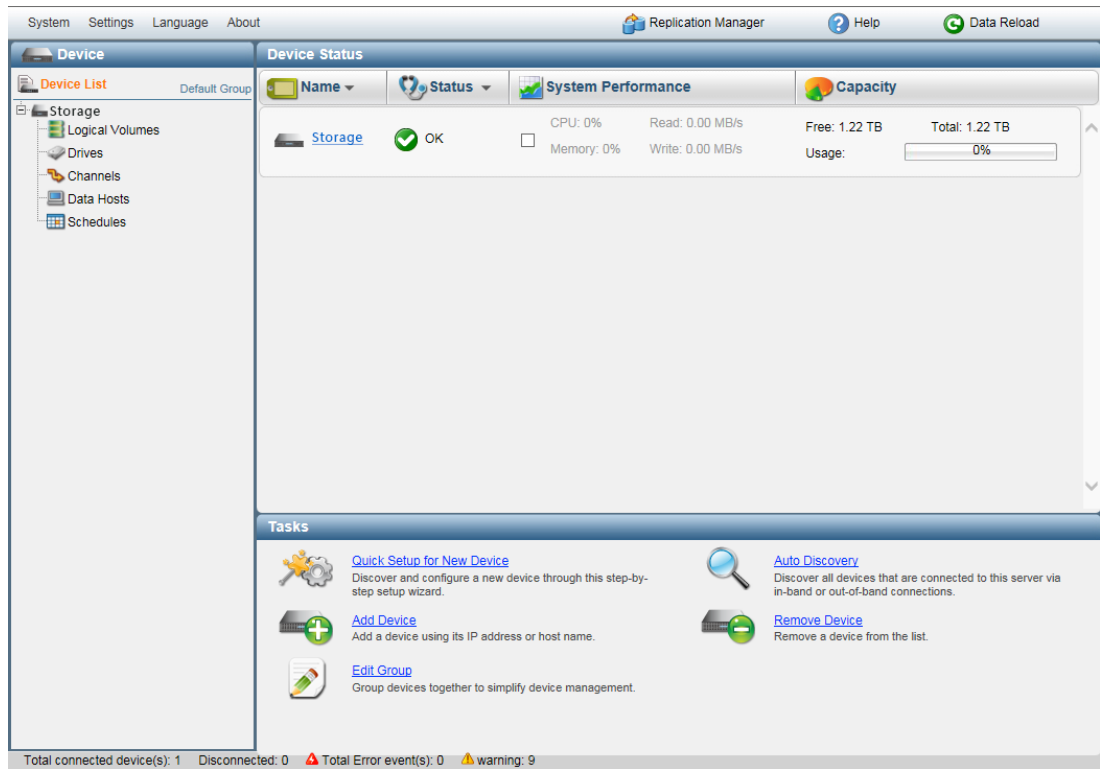 System Settings Language About Replication Manager Help Data Reload
Device
Device List Default Group
Storage
Logical Volumes
Drives
Channels
Data Hosts
Schedules
Device Status
Name Status System Performance Capacity
Storage OK CPU: 0% Read: 0.00 MB/s Free: 1.22 TB Total: 1.22 TB
Memory: 0% Write: 0.00 MB/s Usage: 0%
Tasks
Quick Setup for New Device
Discover and configure a new device through this step-by-
step setup wizard.
Auto Discovery
Discover all devices that are connected to this server via
in-band or out-of-band connections.
Add Device
Add a device using its IP address or host name.
Remove Device
Remove a device from the list.
Edit Group
Group devices together to simplify device management.
Total connected device(s): 1 Disconnected: 0 Total Error event(s): 0 warning: 9